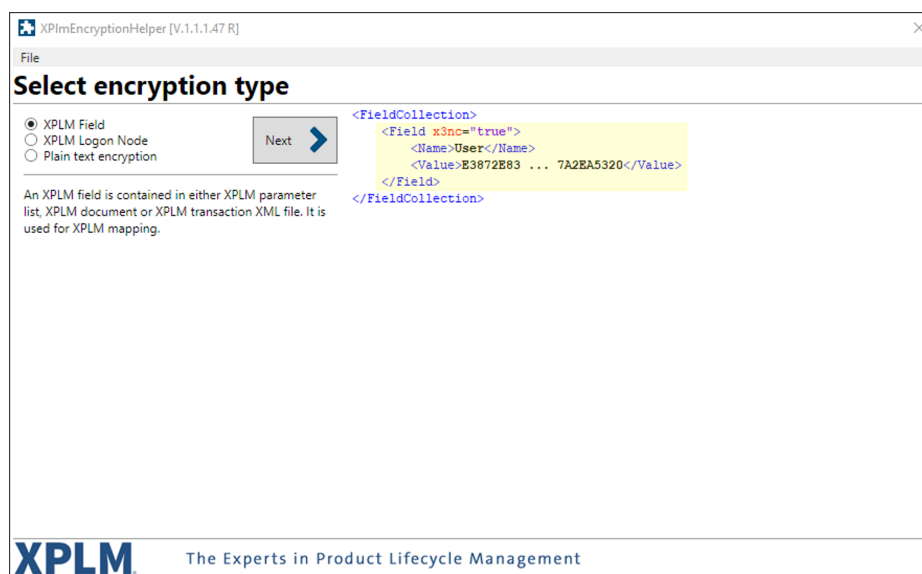 XPlmEncryptionHelper [V.1.1.1.47 R]
File
Select encryption type
XPLM Field
XPLM Logon Node
Plain text encryption
Next
An XPLM field is contained in either XPLM parameter
list, XPLM document or XPLM transaction XML file. It is
used for XPLM mapping.
<FieldCollection>
<Field x3nc="true">
<Name>User</Name>
<Value>E3872E83 ... 7A2EA5320</Value>
</Field>
</FieldCollection>
XPLM
The Experts in Product Lifecycle Management